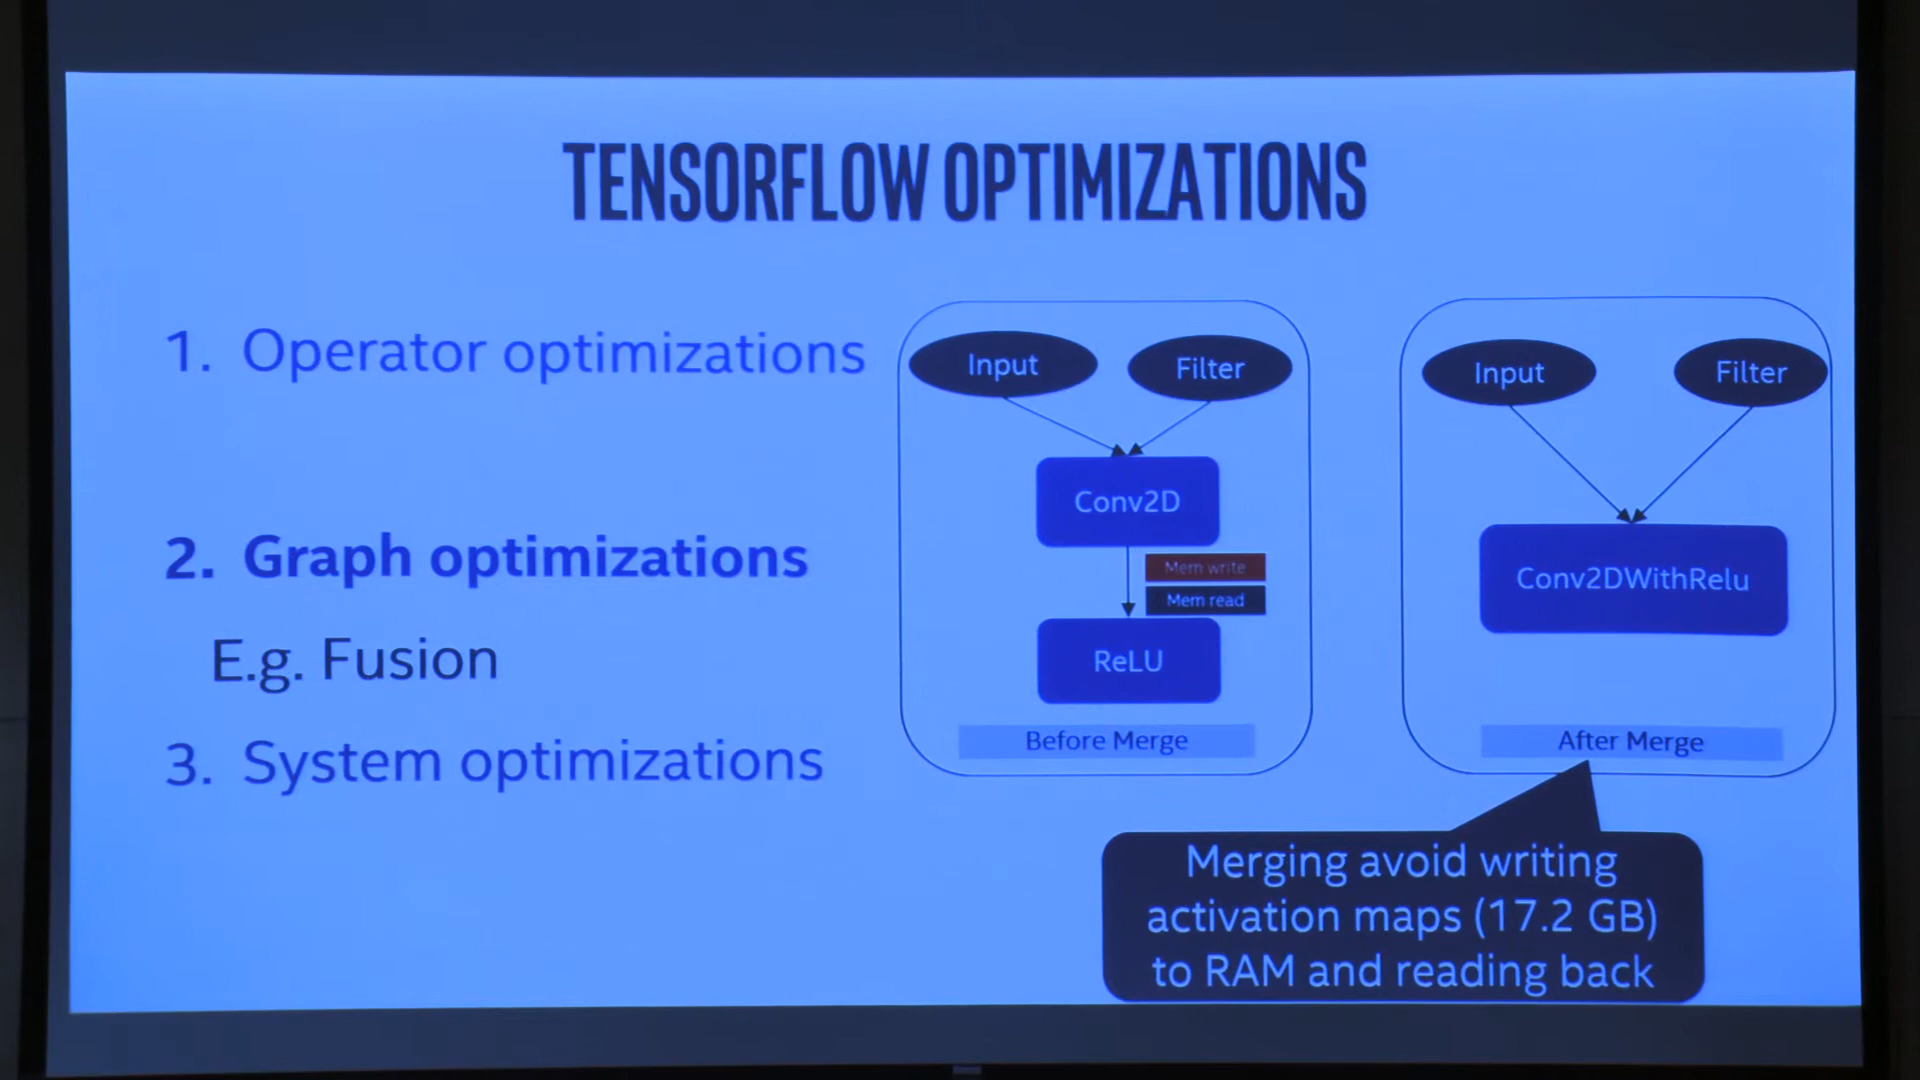 TENSORFLOW OPTIMIZATIONS
1. Operator optimizations
2. Graph optimizations
E.g. Fusion
3. System optimizations
Input
Filter
Conv2D
Mem write
Mem read
ReLU
Before Merge
Input
Filter
Conv2DWithRelu
After Merge
Merging avoid writing
activation maps (17.2 GB)
to RAM and reading back